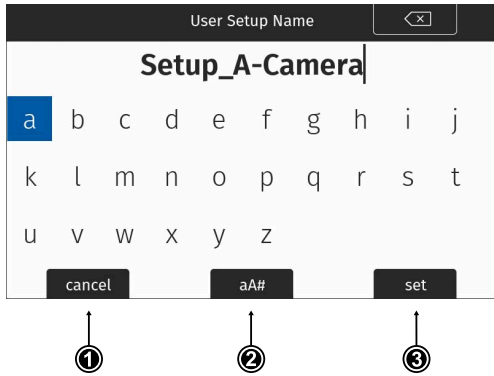 User Setup Name
Setup_A-Camera
a b c d e f g h i j
k l m n o p q r s t
u v w x y z
cancel aA# set
1 2 3